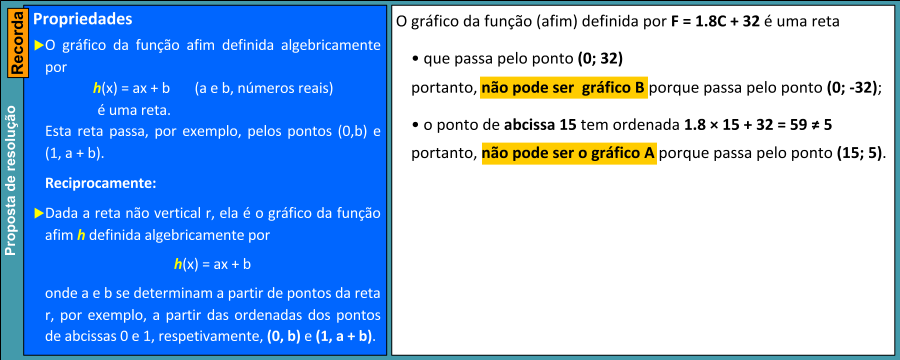 Recorda
Proposta de resolução
Propriedades
O gráfico da função afim definida algebricamente
por
h(x) = ax + b (a e b, números reais)
é uma reta.
Esta reta passa, por exemplo, pelos pontos (0,b) e
(1, a + b).
Reciprocamente:
Dada a reta não vertical r, ela é o gráfico da função
afim h definida algebricamente por
h(x) = ax + b
onde a e b se determinam a partir de pontos da reta
r, por exemplo, a partir das ordenadas dos pontos
de abcissas 0 e 1, respetivamente, (0, b) e (1, a + b).
O gráfico da função (afim) definida por F = 1.8C + 32 é uma reta
• que passa pelo ponto (0; 32)
portanto, não pode ser gráfico B porque passa pelo ponto (0; -32);
• o ponto de abcissa 15 tem ordenada 1.8 × 15 + 32 = 59 ≠ 5
portanto, não pode ser o gráfico A porque passa pelo ponto (15; 5).